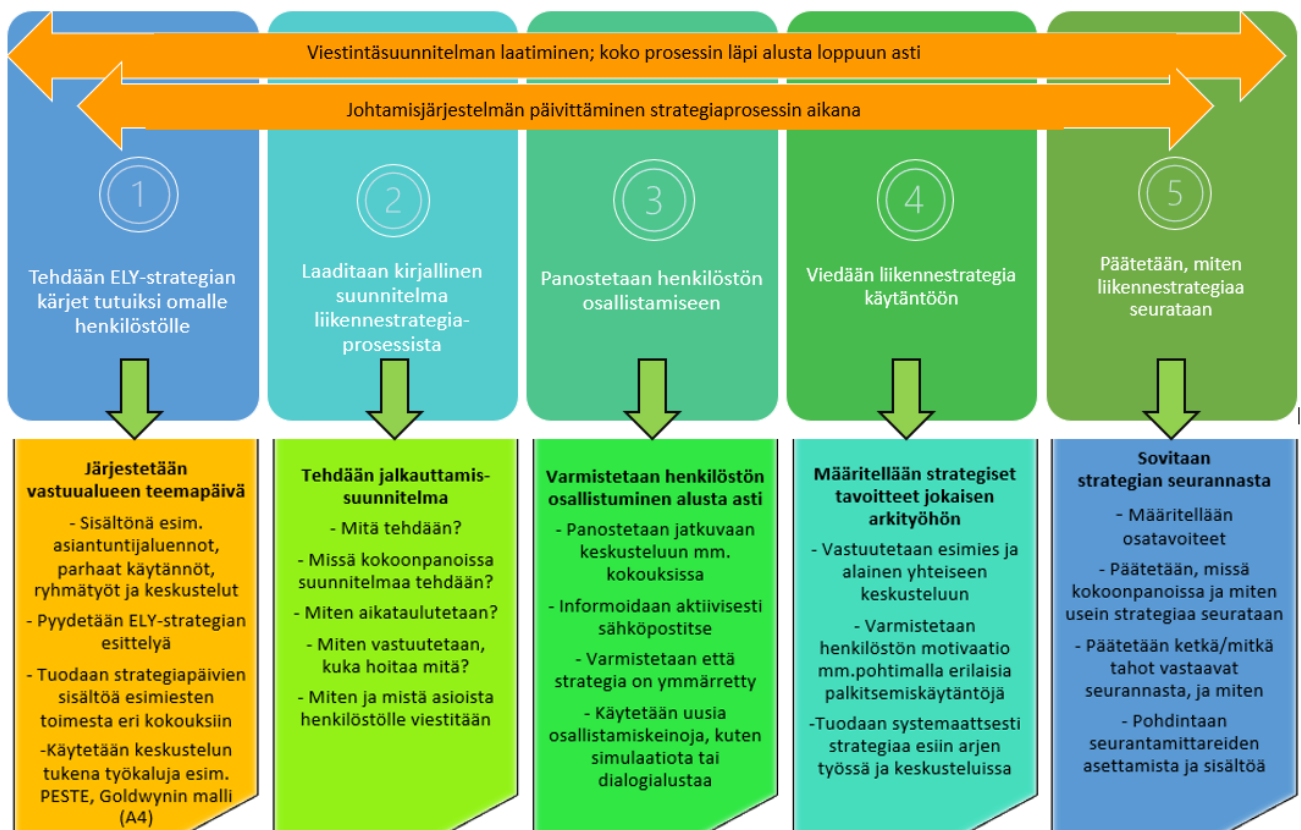 Viestintäsuunnitelman laatiminen; koko prosessin läpi alusta loppuun asti
Johtamisjärjestelmän päivittäminen strategiaprosessin aikana
1
Tehdään ELY-strategian
kärjet tutuiksi omalle
henkilöstölle
2
Laaditaan kirjallinen
suunnitelma
liikennestrategia-
prosessista
3
Panostetaan henkilöstön
osallistamiseen
4
Viedään liikennestrategia
käytäntöön
5
Päätetään, miten
liikennestrategiaa
seurataan
Järjestetään
vastuualueen teemapäivä
- Sisältönä esim.
asiantuntijaluennot,
parhaat käytännöt,
ryhmätyöt ja keskustelut
- Pyydetään ELY-strategian
esittelyä
- Tuodaan strategiapäivien
sisältöä esimiesten
toimesta eri kokouksiin
-Käytetään keskustelun
tukena työkaluja esim.
PESTE, Goldwynin malli
(A4)
Tehdään jalkauttamis-
suunnitelma
- Mitä tehdään?
- Missä kokoonpanoissa
suunnitelmaa tehdään?
- Miten aikataulutetaan?
- Miten vastuutetaan,
kuka hoitaa mitä?
- Miten ja mistä asioista
henkilöstölle viestitään
Varmistetaan henkilöstön
osallistuminen alusta asti
- Panostetaan jatkuvaan
keskusteluun mm.
kokouksissa
- Informoidaan aktiivisesti
sähköpostitse
- Varmistetaan että
strategia on ymmärretty
- Käytetään uusia
osallistamiskeinoja, kuten
simulaatiota tai
dialogialustaa
Määritellään strategiset
tavoitteet jokaisen
arkityöhön
- Vastuutetaan esimies ja
alainen yhteiseen
keskusteluun
- Varmistetaan
henkilöstön motivaatio
mm.pohtimalla erilaisia
palkitsemiskäytäntöjä
-Tuodaan systemaattsesti
strategiaa esiin arjen
työssä ja keskusteluissa
Sovitaan
strategian seurannasta
- Määritellään
osatavoitteet
- Päätetään, missä
kokoonpanoissa ja miten
usein strategiaa seurataan
- Päätetään ketkä/mitkä
tahot vastaavat
seurannasta, ja miten
- Pohdintaan
seurantamittareiden
asettamista ja sisältöä